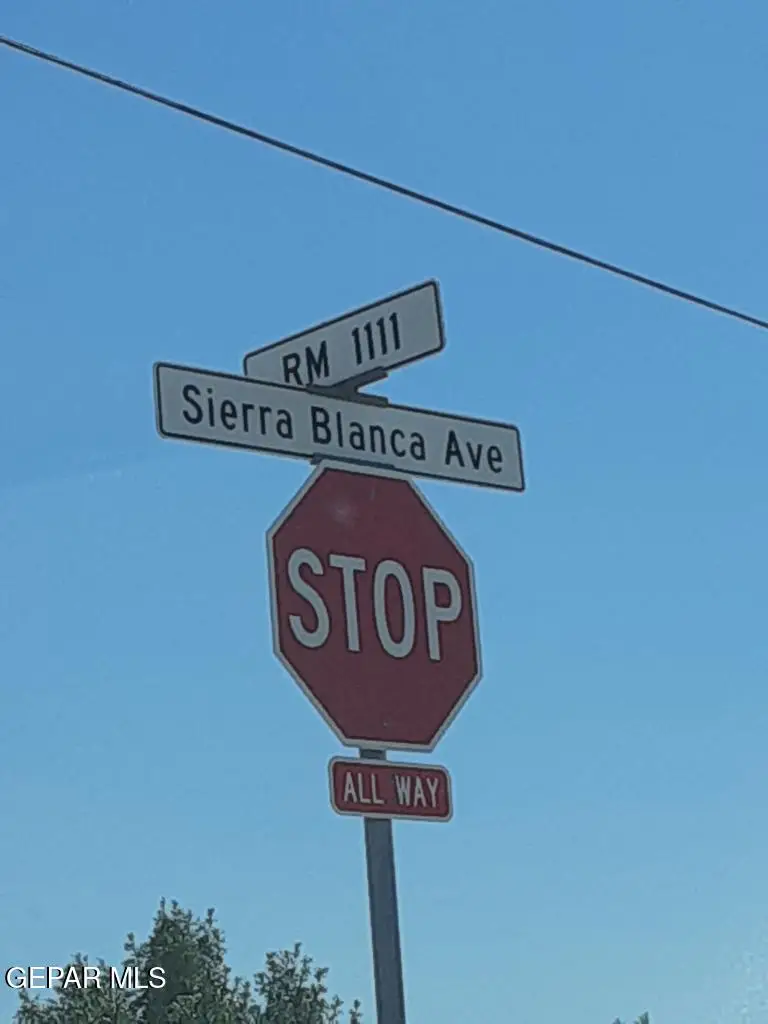 RM 1111
Sierra Blanca Ave
STOP
ALL WAY
GEPAR MLS